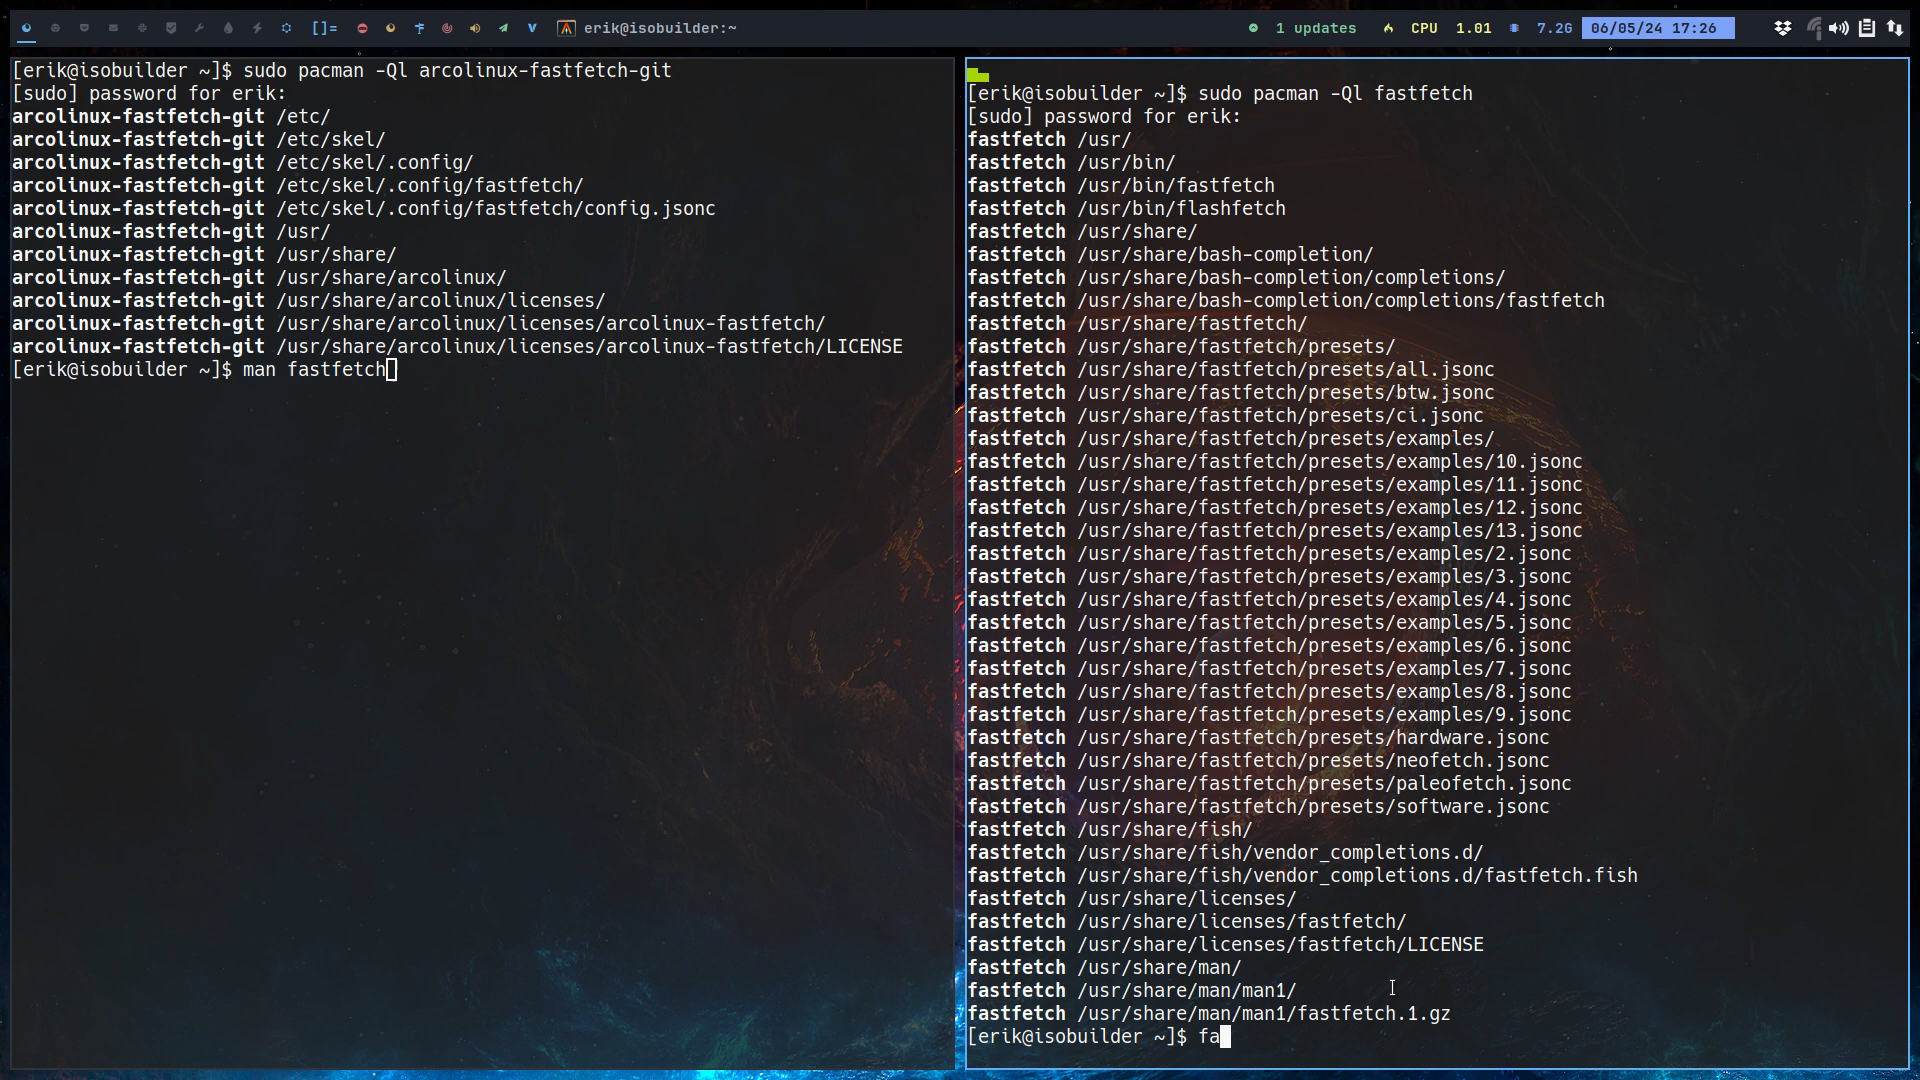 []=
erik@isobuilder:~
1 updates
CPU 1.01
7.2G
06/05/24 17:26
[erik@isobuilder ~]$ sudo pacman -Ql arcolinux-fastfetch-git
[sudo] password for erik:
arcolinux-fastfetch-git /etc/
arcolinux-fastfetch-git /etc/skel/
arcolinux-fastfetch-git /etc/skel/.config/
arcolinux-fastfetch-git /etc/skel/.config/fastfetch/
arcolinux-fastfetch-git /etc/skel/.config/fastfetch/config.jsonc
arcolinux-fastfetch-git /usr/
arcolinux-fastfetch-git /usr/share/
arcolinux-fastfetch-git /usr/share/arcolinux/
arcolinux-fastfetch-git /usr/share/arcolinux/licenses/
arcolinux-fastfetch-git /usr/share/arcolinux/licenses/arcolinux-fastfetch/
arcolinux-fastfetch-git /usr/share/arcolinux/licenses/arcolinux-fastfetch/LICENSE
[erik@isobuilder ~]$ man fastfetch
[erik@isobuilder ~]$ sudo pacman -Ql fastfetch
[sudo] password for erik:
fastfetch /usr/
fastfetch /usr/bin/
fastfetch /usr/bin/fastfetch
fastfetch /usr/bin/flashfetch
fastfetch /usr/share/
fastfetch /usr/share/bash-completion/
fastfetch /usr/share/bash-completion/completions/
fastfetch /usr/share/bash-completion/completions/fastfetch
fastfetch /usr/share/fastfetch/
fastfetch /usr/share/fastfetch/presets/
fastfetch /usr/share/fastfetch/presets/all.jsonc
fastfetch /usr/share/fastfetch/presets/btw.jsonc
fastfetch /usr/share/fastfetch/presets/ci.jsonc
fastfetch /usr/share/fastfetch/presets/examples/
fastfetch /usr/share/fastfetch/presets/examples/10.jsonc
fastfetch /usr/share/fastfetch/presets/examples/11.jsonc
fastfetch /usr/share/fastfetch/presets/examples/12.jsonc
fastfetch /usr/share/fastfetch/presets/examples/13.jsonc
fastfetch /usr/share/fastfetch/presets/examples/2.jsonc
fastfetch /usr/share/fastfetch/presets/examples/3.jsonc
fastfetch /usr/share/fastfetch/presets/examples/4.jsonc
fastfetch /usr/share/fastfetch/presets/examples/5.jsonc
fastfetch /usr/share/fastfetch/presets/examples/6.jsonc
fastfetch /usr/share/fastfetch/presets/examples/7.jsonc
fastfetch /usr/share/fastfetch/presets/examples/8.jsonc
fastfetch /usr/share/fastfetch/presets/examples/9.jsonc
fastfetch /usr/share/fastfetch/presets/hardware.jsonc
fastfetch /usr/share/fastfetch/presets/neofetch.jsonc
fastfetch /usr/share/fastfetch/presets/paleofetch.jsonc
fastfetch /usr/share/fastfetch/presets/software.jsonc
fastfetch /usr/share/fish/
fastfetch /usr/share/fish/vendor_completions.d/
fastfetch /usr/share/fish/vendor_completions.d/fastfetch.fish
fastfetch /usr/share/licenses/
fastfetch /usr/share/licenses/fastfetch/
fastfetch /usr/share/licenses/fastfetch/LICENSE
fastfetch /usr/share/man/
fastfetch /usr/share/man/man1/
fastfetch /usr/share/man/man1/fastfetch.1.gz
[erik@isobuilder ~]$ fa